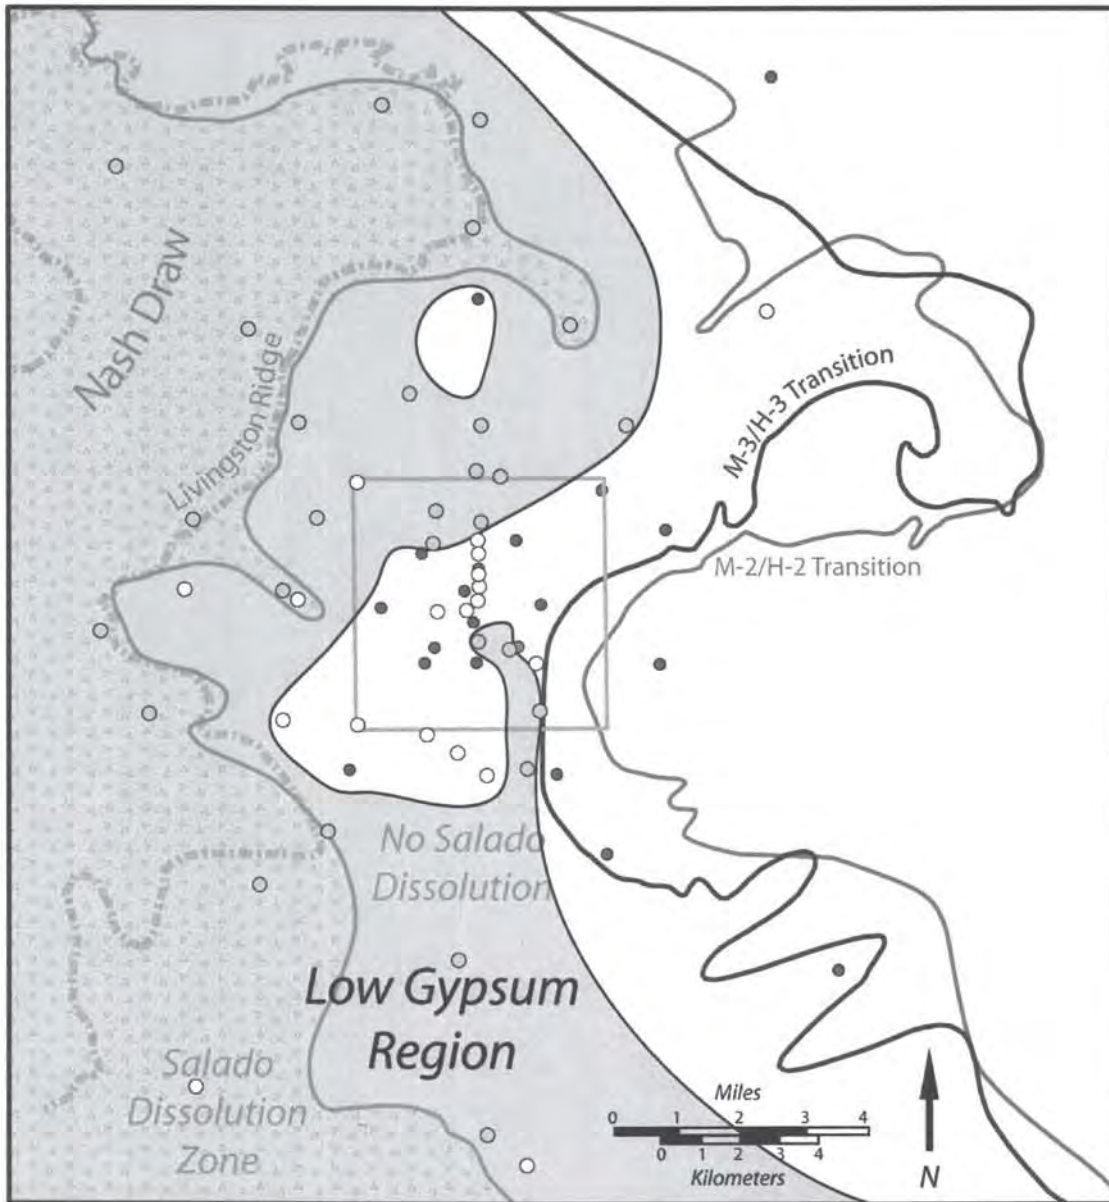 Nash Draw
Livingston Ridge
M-3/H-3 Transition
M-2/H-2 Transition
No Salado
Dissolution
Low Gypsum
Region
Salado
Dissolution
Zone
Miles
0 1 2 3 4
0 1 2 3 4
Kilometers
N